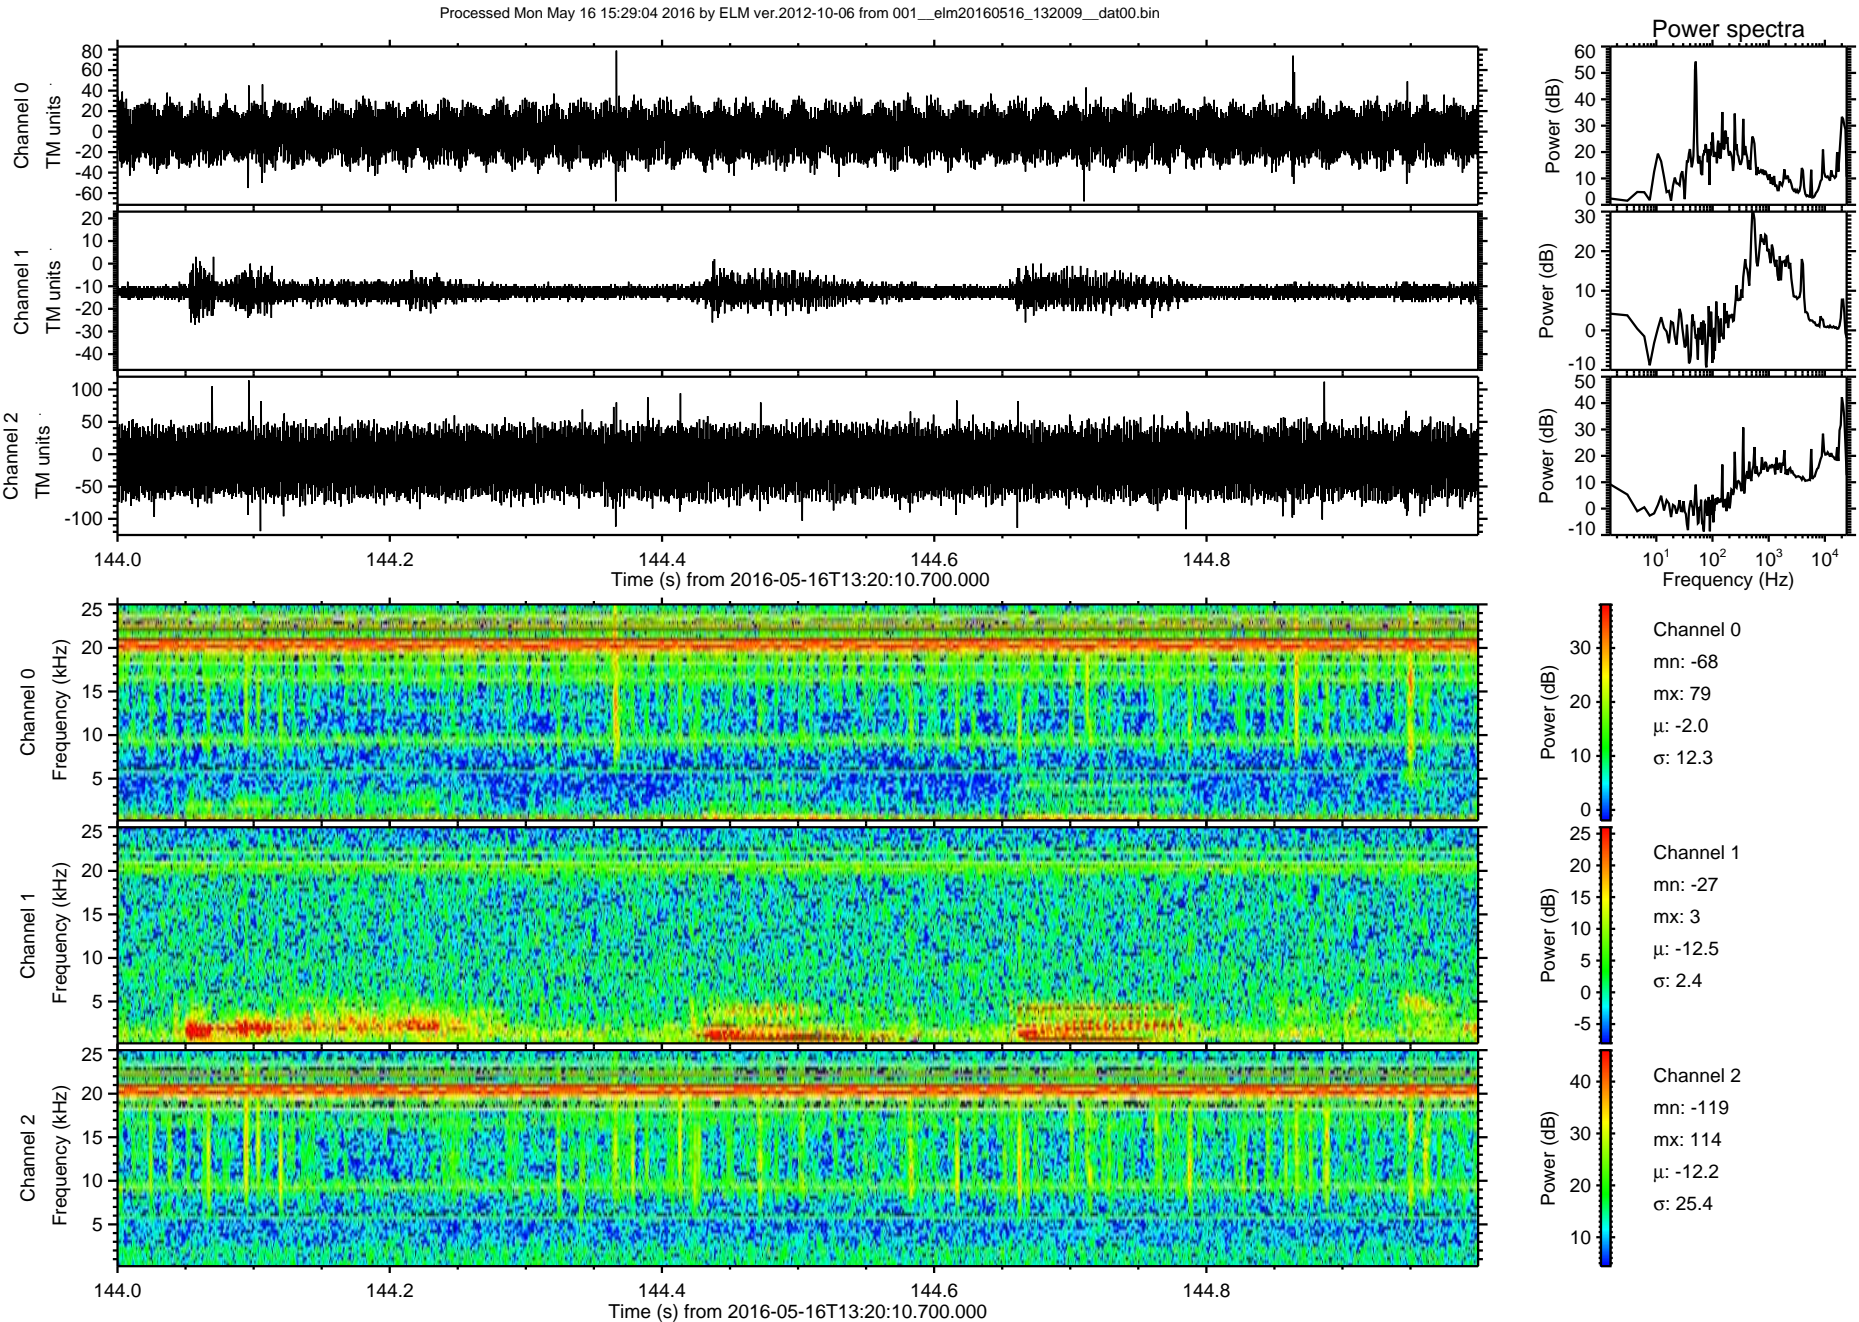 Processed Mon May 16 15:29:04 2016 by ELM ver.2012-10-06 from 001__elm20160516_132009__dat00.bin
Power spectra
Channel 0
TM units
80
60
40
20
0
-20
-40
-60
Power (dB)
60
50
40
30
20
10
0
Channel 1
TM units
20
10
0
-10
-20
-30
-40
Power (dB)
30
20
10
0
-10
Channel 2
TM units
100
50
0
-50
-100
Power (dB)
50
40
30
20
10
0
-10
144.0 144.2 144.4 144.6 144.8
Time (s) from 2016-05-16T13:20:10.700.000
10¹ 10² 10³ 10⁴
Frequency (Hz)
Channel 0
Frequency (kHz)
25
20
15
10
5
Power (dB)
30
20
10
0
Channel 0
mn: -68
mx: 79
μ: -2.0
σ: 12.3
Channel 1
Frequency (kHz)
25
20
15
10
5
Power (dB)
25
20
15
10
5
0
-5
Channel 1
mn: -27
mx: 3
μ: -12.5
σ: 2.4
Channel 2
Frequency (kHz)
25
20
15
10
5
Power (dB)
40
30
20
10
Channel 2
mn: -119
mx: 114
μ: -12.2
σ: 25.4
144.0 144.2 144.4 144.6 144.8
Time (s) from 2016-05-16T13:20:10.700.000